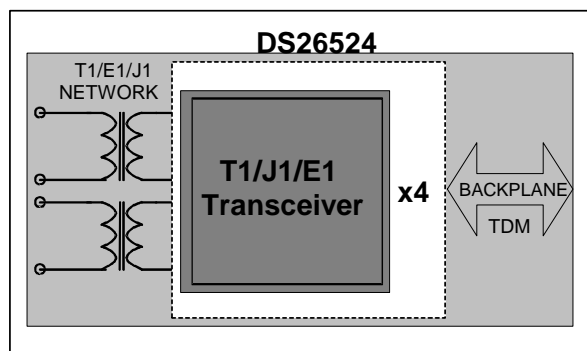 DS26524
T1/E1/J1
NETWORK
T1/J1/E1
Transceiver
x4
BACKPLANE
TDM